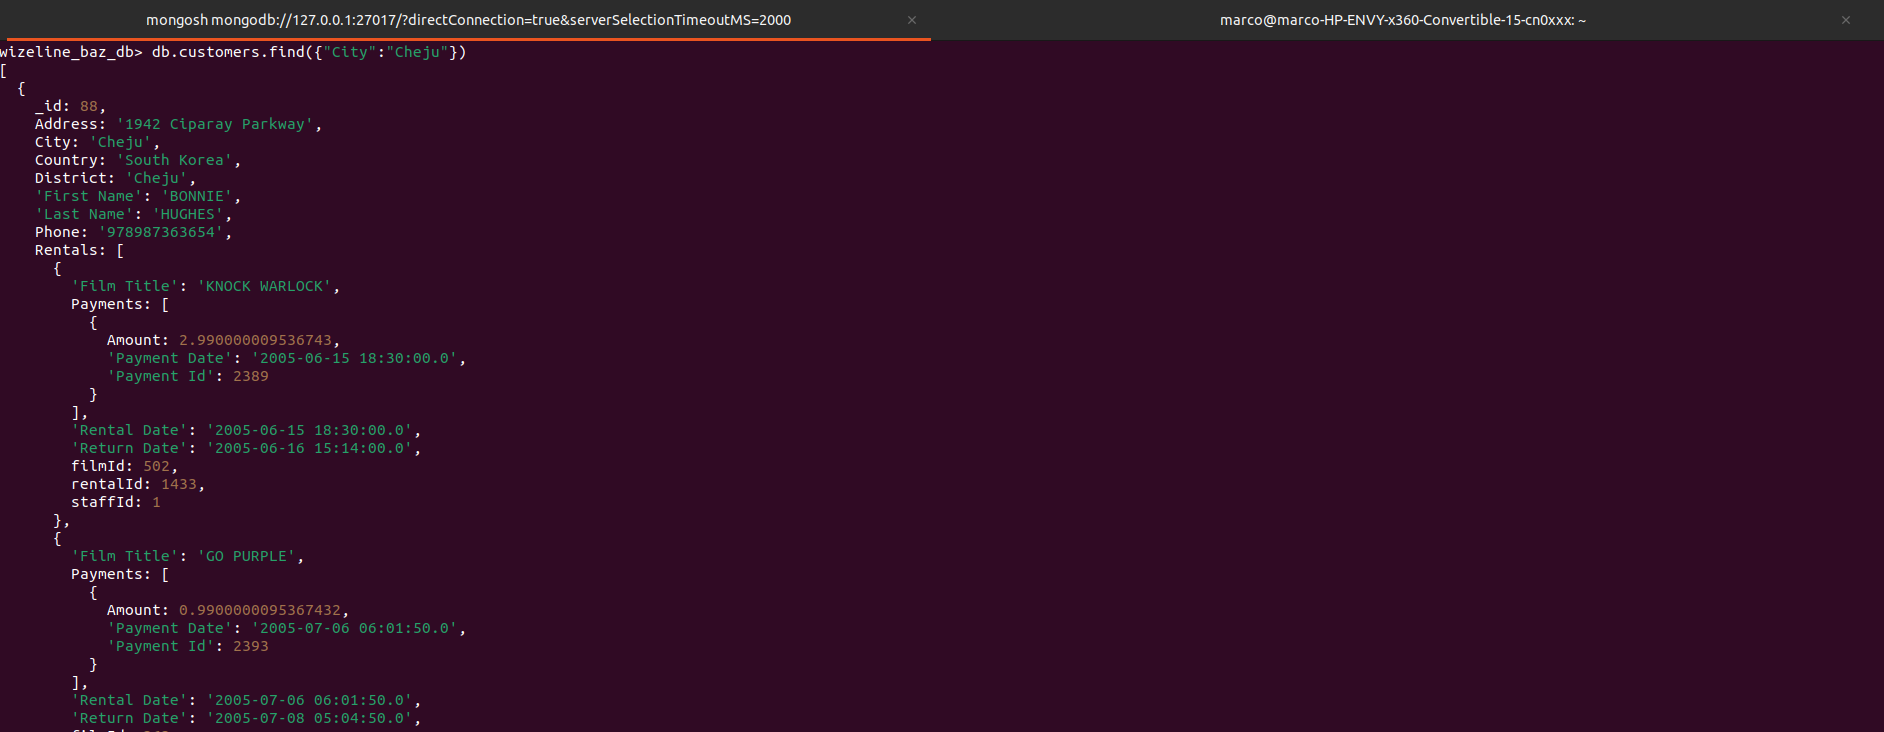 mongosh mongodb://127.0.0.1:27017/?directConnection=true&serverSelectionTimeoutMS=2000 ×
marco@marco-HP-ENVY-x360-Convertible-15-cn0xxx: ~ ×
wizeline_baz_db> db.customers.find({"City":"Cheju"})
[
  {
    _id: 88,
    Address: '1942 Ciparay Parkway',
    City: 'Cheju',
    Country: 'South Korea',
    District: 'Cheju',
    'First Name': 'BONNIE',
    'Last Name': 'HUGHES',
    Phone: '978987363654',
    Rentals: [
      {
        'Film Title': 'KNOCK WARLOCK',
        Payments: [
          {
            Amount: 2.990000009536743,
            'Payment Date': '2005-06-15 18:30:00.0',
            'Payment Id': 2389
          }
        ],
        'Rental Date': '2005-06-15 18:30:00.0',
        'Return Date': '2005-06-16 15:14:00.0',
        filmId: 502,
        rentalId: 1433,
        staffId: 1
      },
      {
        'Film Title': 'GO PURPLE',
        Payments: [
          {
            Amount: 0.9900000095367432,
            'Payment Date': '2005-07-06 06:01:50.0',
            'Payment Id': 2393
          }
        ],
        'Rental Date': '2005-07-06 06:01:50.0',
        'Return Date': '2005-07-08 05:04:50.0',